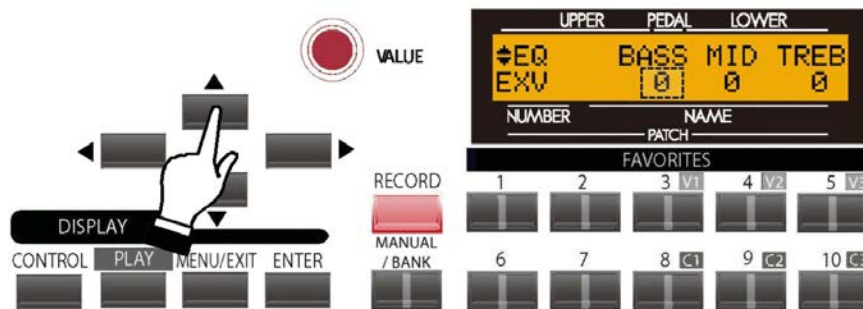 UPPER PEDAL LOWER
EQ BASS MID TREB
EXV 0 0 0
NUMBER NAME
PATCH
VALUE
FAVORITES
RECORD 1 2 3 V1 4 V2 5 V3
DISPLAY
MANUAL
/ BANK 6 7 8 C1 9 C2 10 C3
CONTROL PLAY MENU/EXIT ENTER